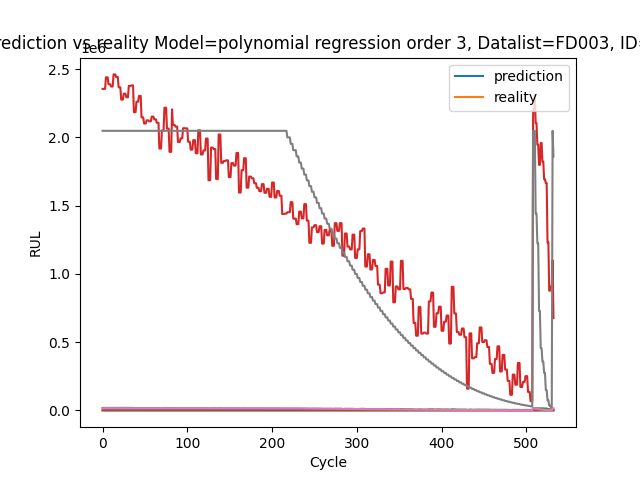 rediction vs reality Model=polynomial regression order 3, Datalist=FD003, ID=
1e6
2.5
2.0
1.5
1.0
0.5
0.0
RUL
prediction
reality
0 100 200 300 400 500
Cycle